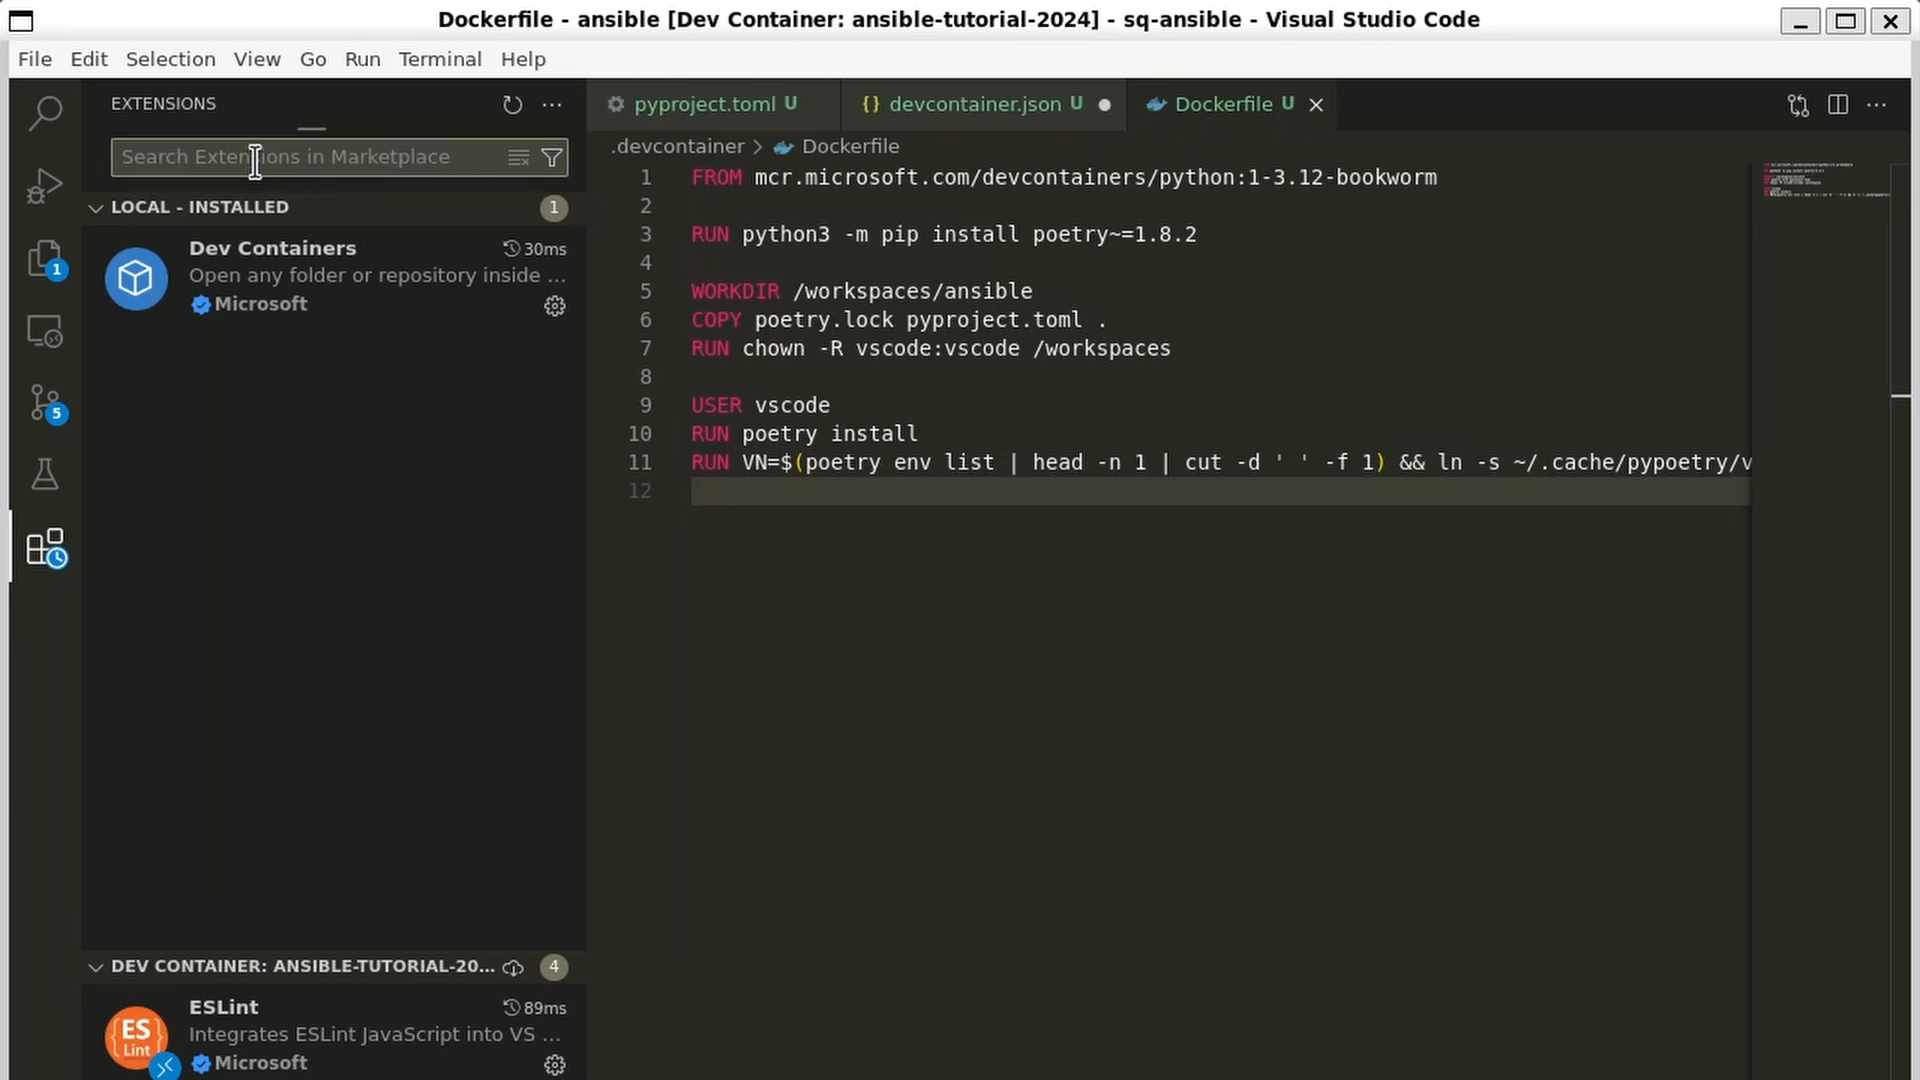 Dockerfile - ansible [Dev Container: ansible-tutorial-2024] - sq-ansible - Visual Studio Code
File Edit Selection View Go Run Terminal Help
EXTENSIONS
Search Extensions in Marketplace
LOCAL - INSTALLED 1
Dev Containers 30ms
Open any folder or repository inside ...
Microsoft
1
5
DEV CONTAINER: ANSIBLE-TUTORIAL-20... 4
ES
Lint
ESLint 89ms
Integrates ESLint JavaScript into VS ...
Microsoft
pyproject.toml U {} devcontainer.json U Dockerfile U
.devcontainer > Dockerfile
1 FROM mcr.microsoft.com/devcontainers/python:1-3.12-bookworm
2
3 RUN python3 -m pip install poetry~=1.8.2
4
5 WORKDIR /workspaces/ansible
6 COPY poetry.lock pyproject.toml .
7 RUN chown -R vscode:vscode /workspaces
8
9 USER vscode
10 RUN poetry install
11 RUN VN=$(poetry env list | head -n 1 | cut -d ' ' -f 1) && ln -s ~/.cache/pypoetry/v
12